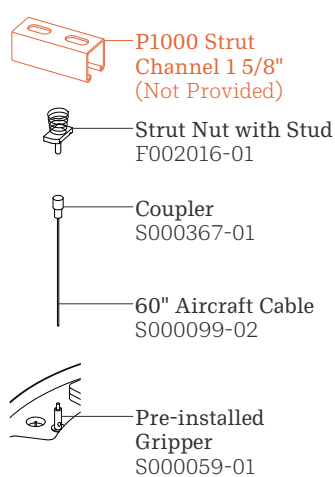 P1000 Strut
Channel 1 5/8"
(Not Provided)
Strut Nut with Stud
F002016-01
Coupler
S000367-01
60" Aircraft Cable
S000099-02
Pre-installed
Gripper
S000059-01